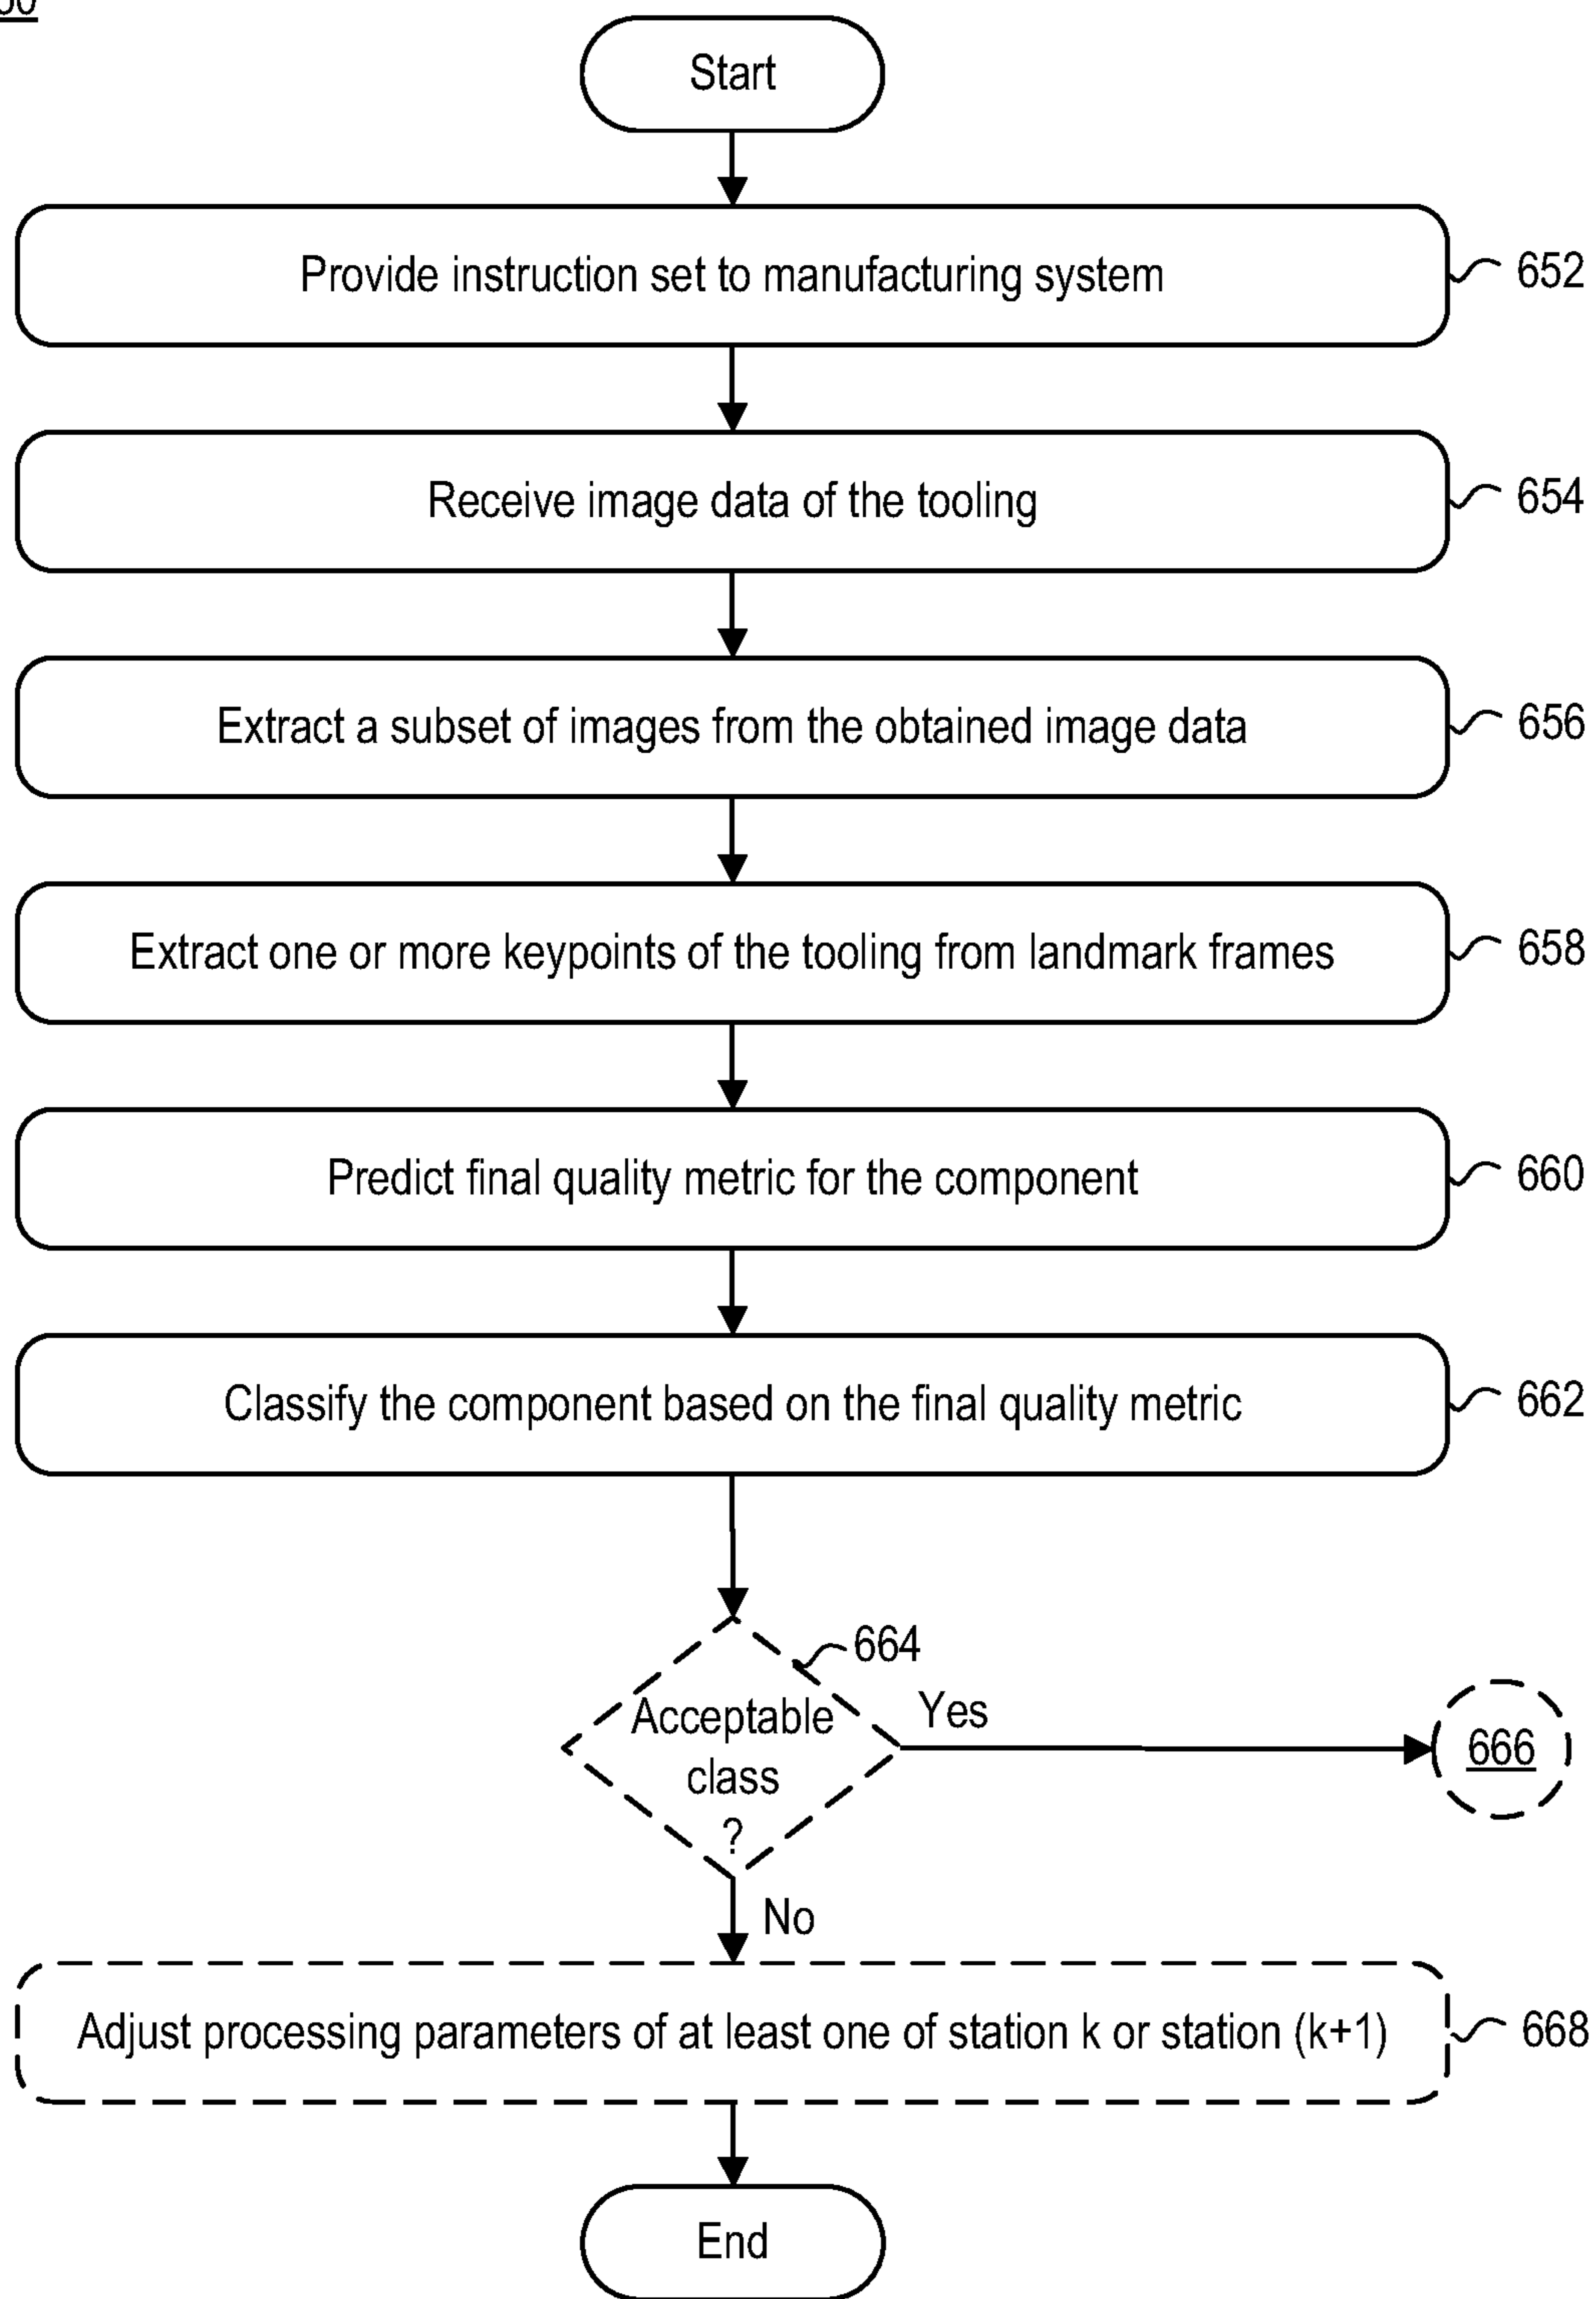 Start
Provide instruction set to manufacturing system
652
Receive image data of the tooling
654
Extract a subset of images from the obtained image data
656
Extract one or more keypoints of the tooling from landmark frames
658
Predict final quality metric for the component
660
Classify the component based on the final quality metric
662
664
Acceptable
class
?
Yes
666
No
Adjust processing parameters of at least one of station k or station (k+1)
668
End